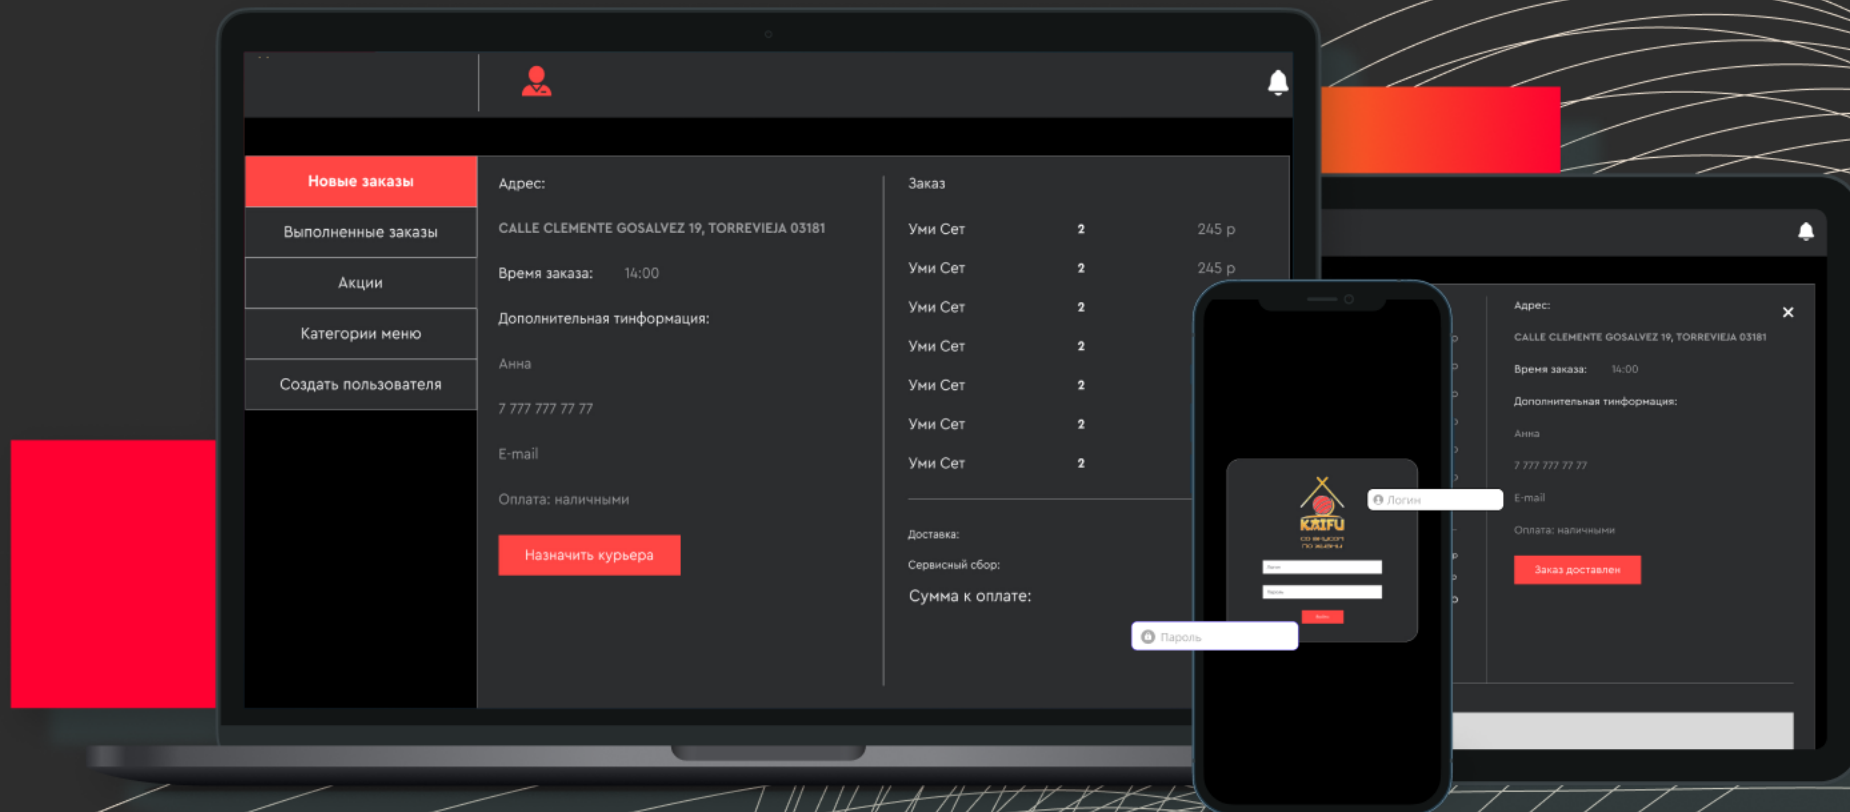 Новые заказы
Выполненные заказы
Акции
Категории меню
Создать пользователя
Адрес:
CALLE CLEMENTE GOSALVEZ 19, TORREVIEJA 03181
Время заказа: 14:00
Дополнительная тинформация:
Анна
7 777 777 77 77
E-mail
Оплата: наличными
Назначить курьера
Заказ
Уми Сет 2 245 р
Уми Сет 2 245 р
Уми Сет 2
Уми Сет 2
Уми Сет 2
Уми Сет 2
Уми Сет 2
Доставка:
Сервисный сбор:
Сумма к оплате:
KAIFU
со вкусом
по жизни
Логин
Пароль
Адрес:
CALLE CLEMENTE GOSALVEZ 19, TORREVIEJA 03181
Время заказа: 14:00
Дополнительная тинформация:
Анна
7 777 777 77 77
E-mail
Оплата: наличными
Заказ доставлен